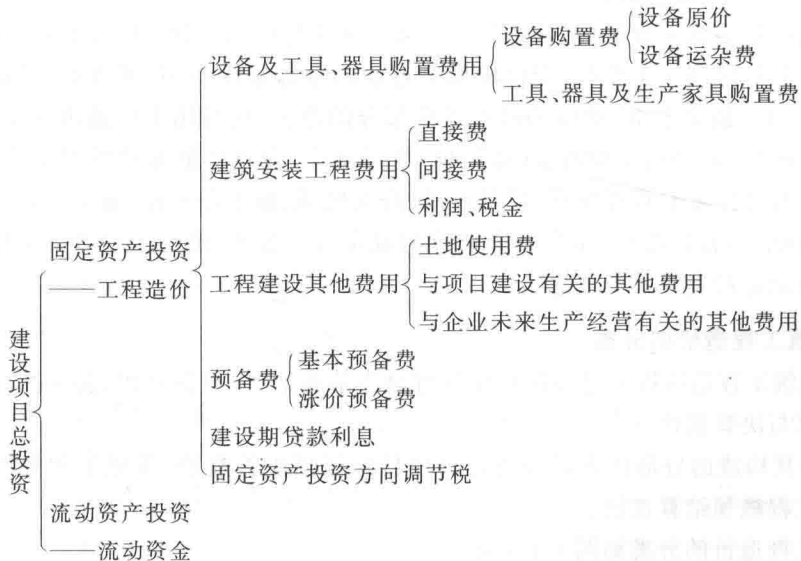 建设项目总投资
固定资产投资
——工程造价
设备及工具、器具购置费用
设备购置费
设备原价
设备运杂费
工具、器具及生产家具购置费
建筑安装工程费用
直接费
间接费
利润、税金
工程建设其他费用
土地使用费
与项目建设有关的其他费用
与企业未来生产经营有关的其他费用
预备费
基本预备费
涨价预备费
建设期贷款利息
固定资产投资方向调节税
流动资产投资
——流动资金